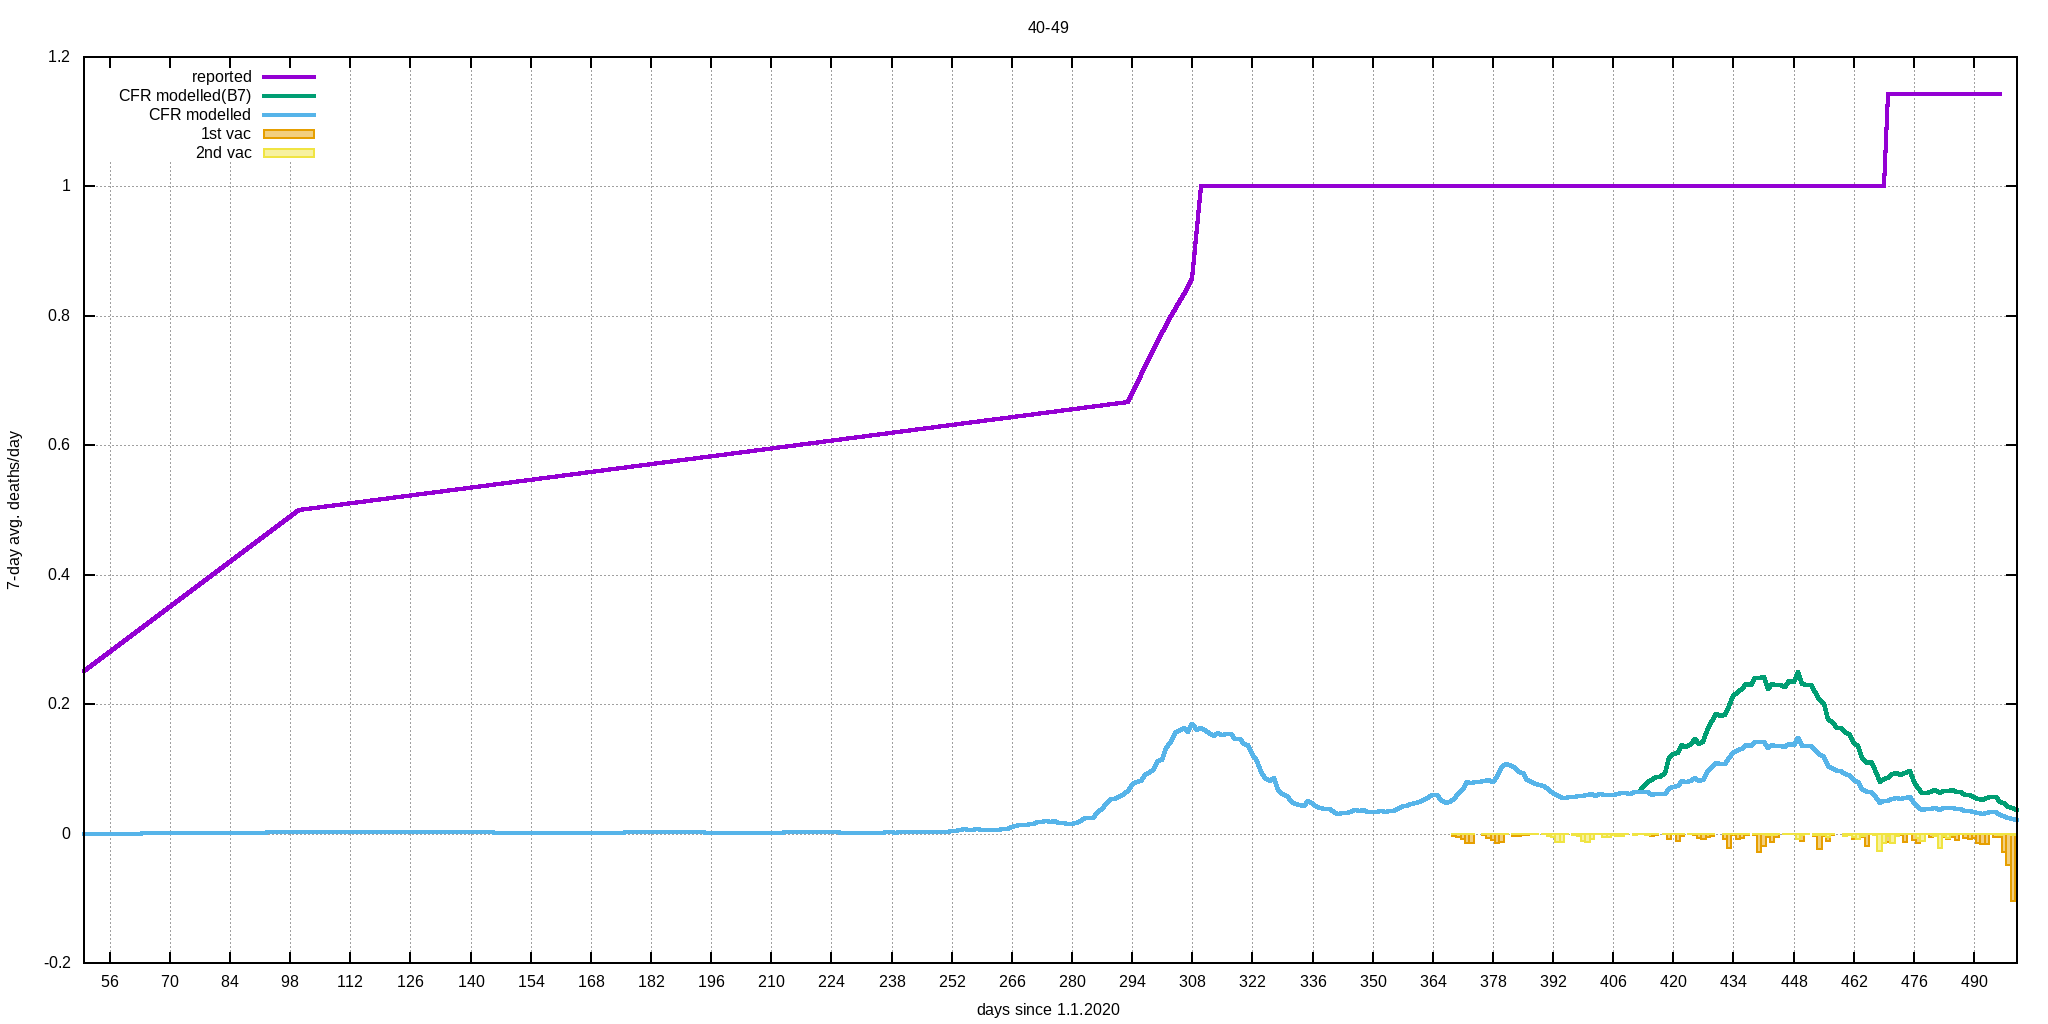 40-49
reported
CFR modelled(B7)
CFR modelled
1st vac
2nd vac
1.2
1
0.8
0.6
0.4
0.2
0
-0.2
7-day avg. deaths/day
56 70 84 98 112 126 140 154 168 182 196 210 224 238 252 266 280 294 308 322 336 350 364 378 392 406 420 434 448 462 476 490
days since 1.1.2020